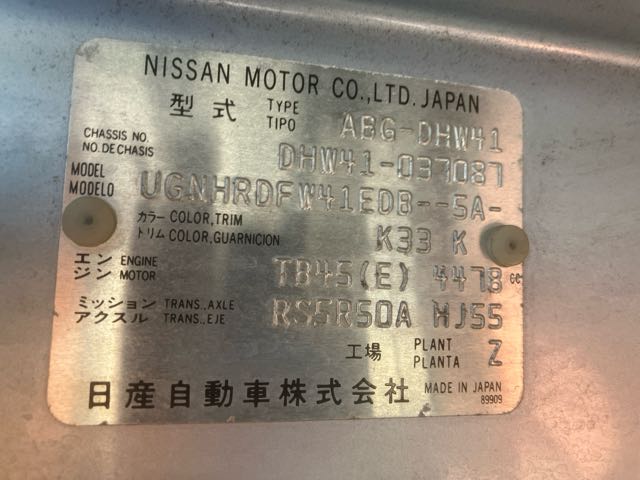 NISSAN MOTOR CO.,LTD. JAPAN
型式 TYPE TIPO ABG-DHW41
CHASSIS NO. NO.DE CHASIS DHW41-037087
MODEL MODELO UGNHRDFW41EDB--5A-
カラー COLOR,TRIM
トリム COLOR,GUARNICION K33 K
エンジン ENGINE MOTOR TB45(E) 4478 cc
ミッション TRANS.,AXLE
アクスル TRANS.,EJE RS5R50A HJ55
工場 PLANT PLANTA Z
日産自動車株式会社 MADE IN JAPAN
89909